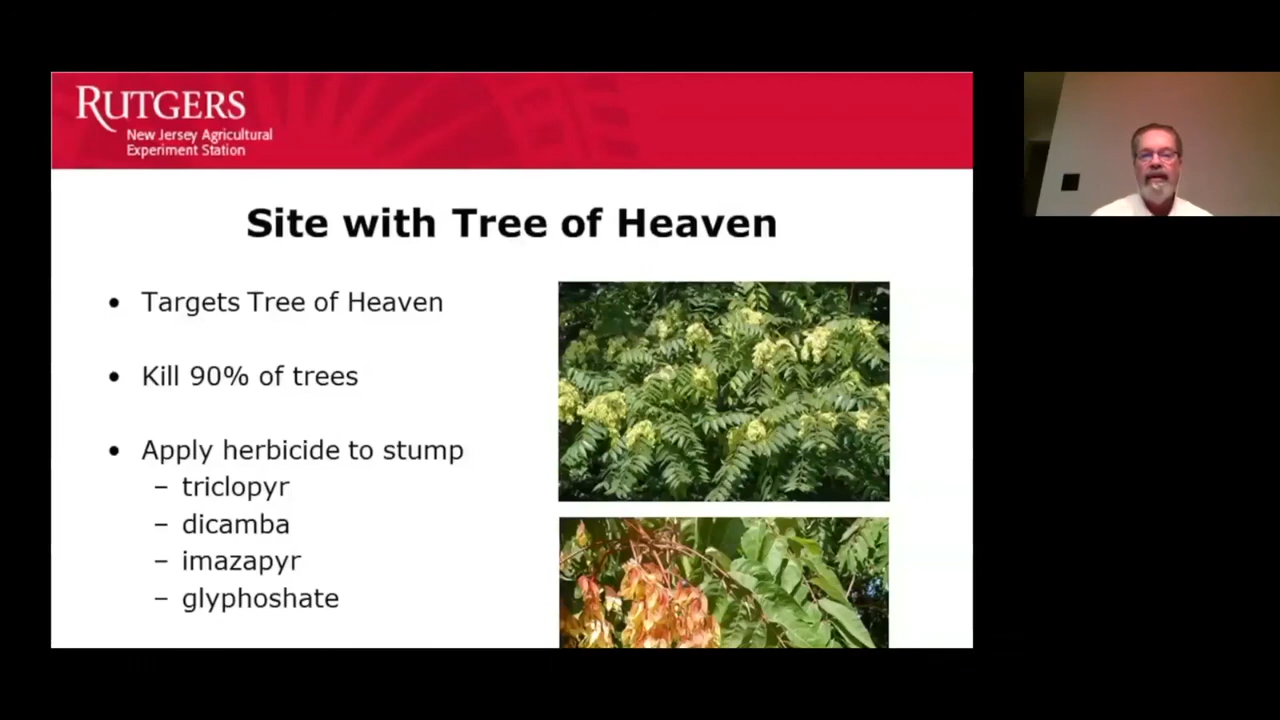 RUTGERS
New Jersey Agricultural
Experiment Station
Site with Tree of Heaven
• Targets Tree of Heaven
• Kill 90% of trees
• Apply herbicide to stump
– triclopyr
– dicamba
– imazapyr
– glyphoshate